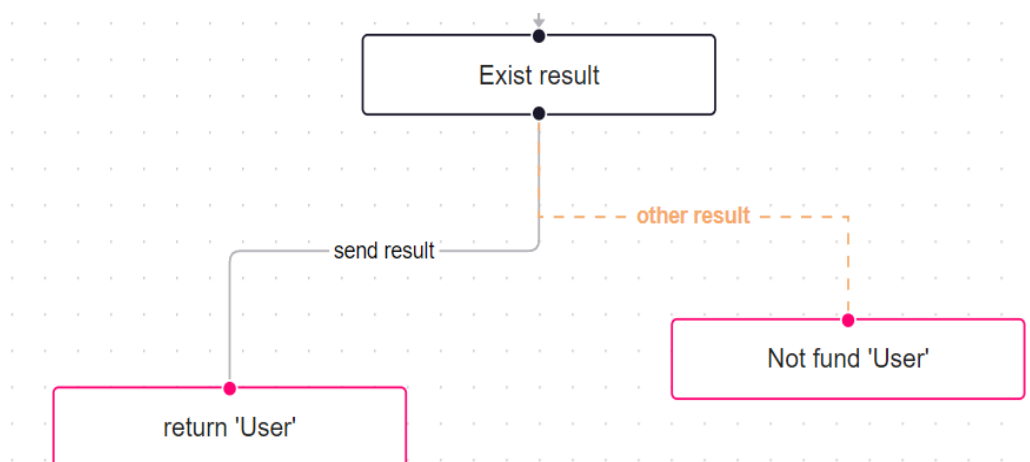 Exist result
other result
send result
Not fund 'User'
return 'User'